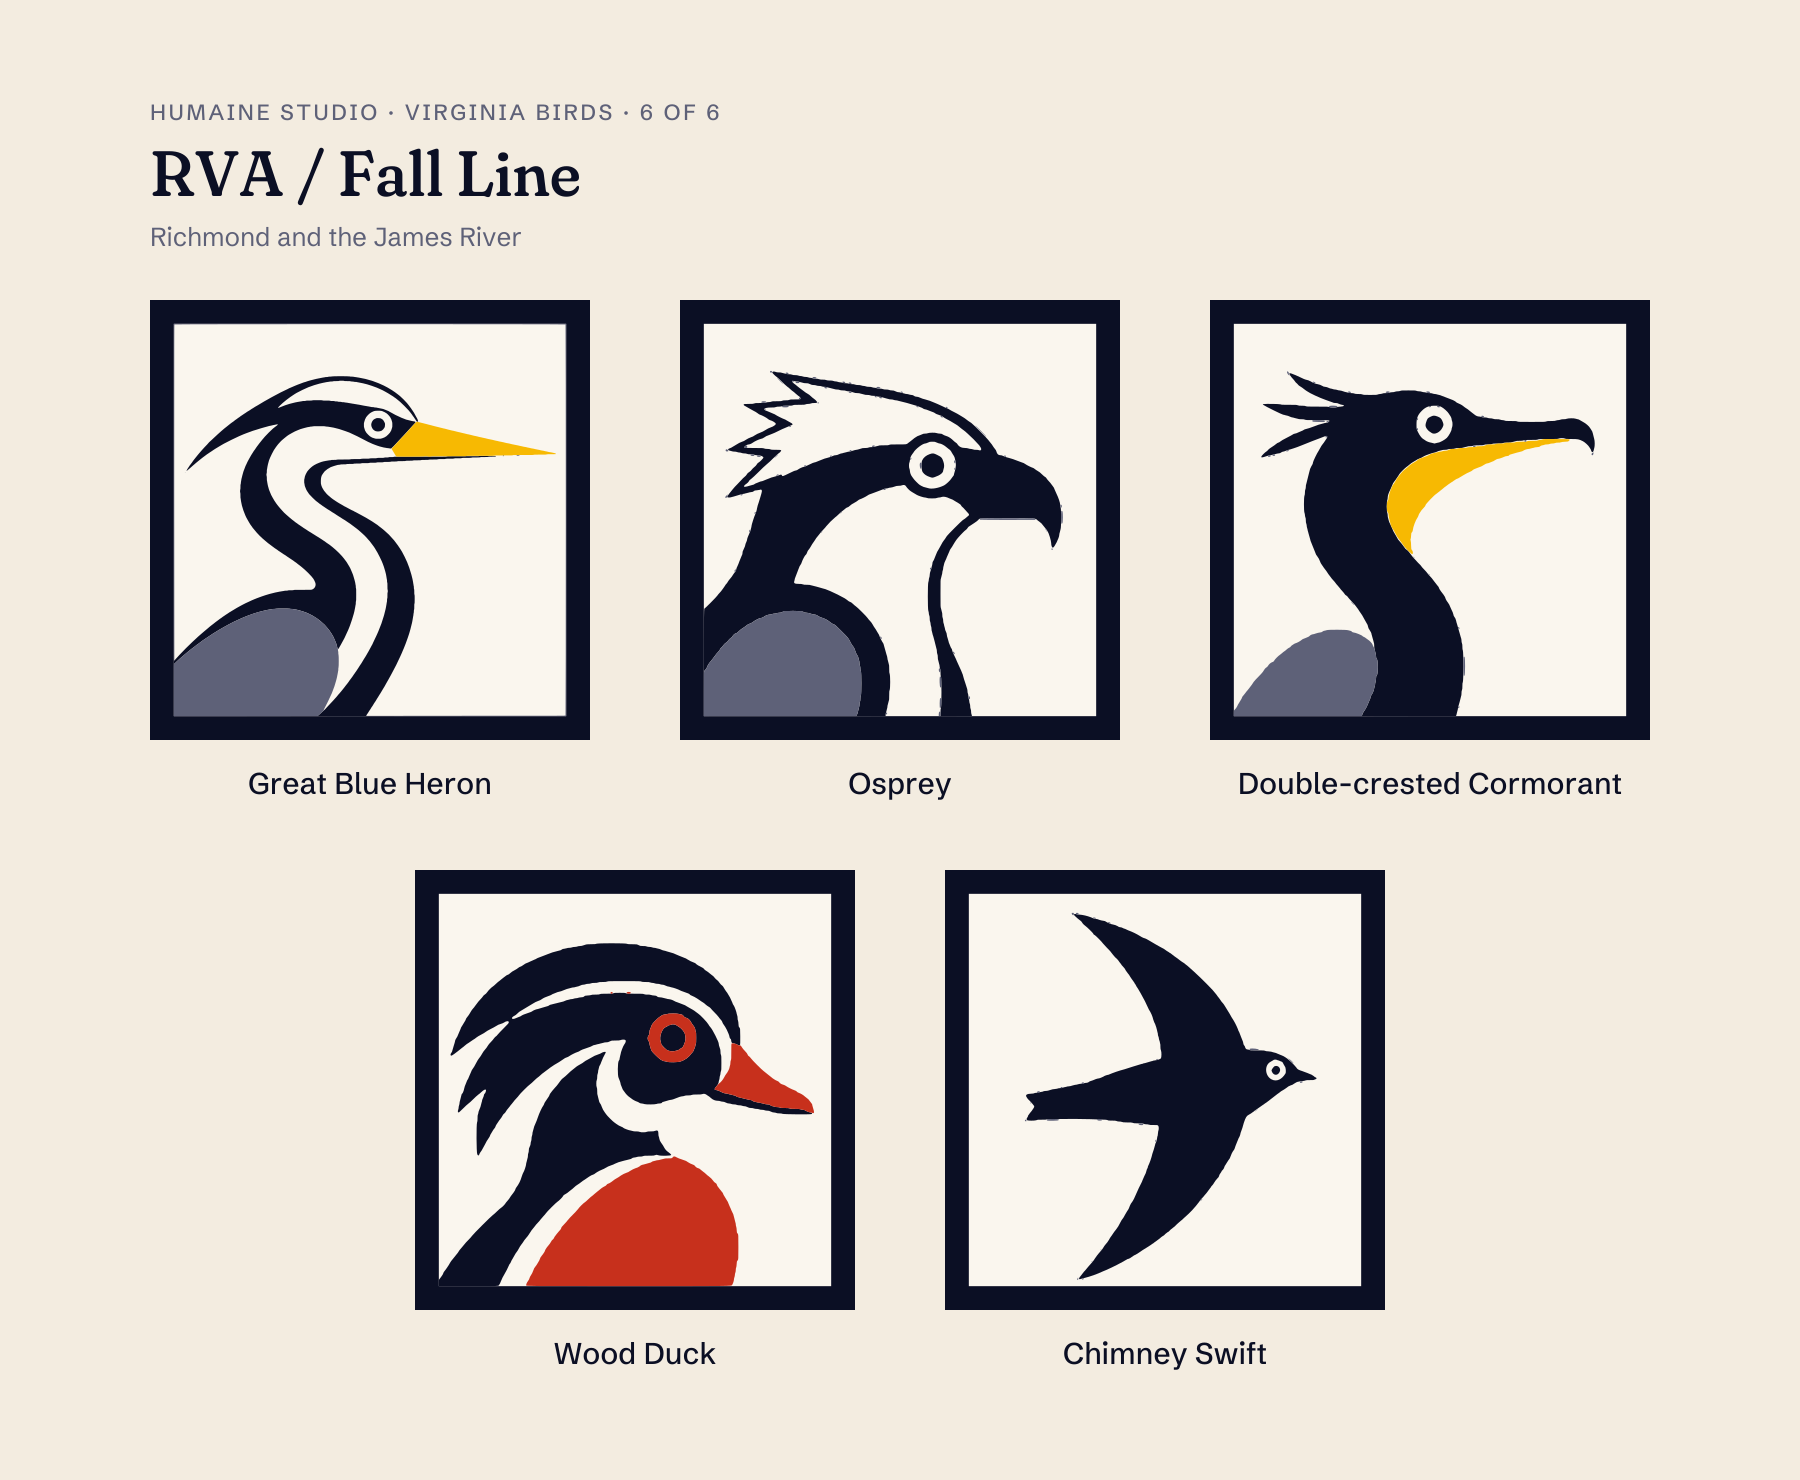 HUMAINE STUDIO · VIRGINIA BIRDS · 6 OF 6
RVA / Fall Line
Richmond and the James River
Great Blue Heron
Osprey
Double-crested Cormorant
Wood Duck
Chimney Swift